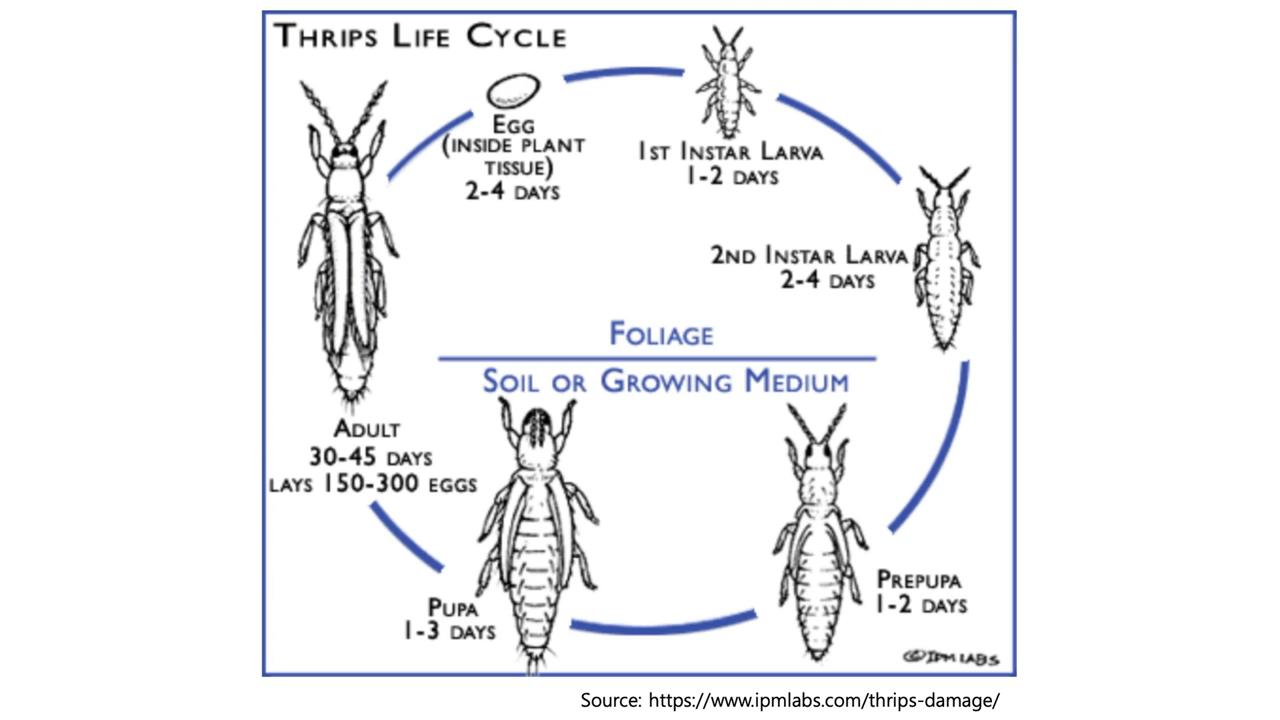 THRIPS LIFE CYCLE
EGG
(INSIDE PLANT
TISSUE)
2-4 DAYS
1ST INSTAR LARVA
1-2 DAYS
2ND INSTAR LARVA
2-4 DAYS
FOLIAGE
SOIL OR GROWING MEDIUM
ADULT
30-45 DAYS
LAYS 150-300 EGGS
PREPUPA
1-2 DAYS
PUPA
1-3 DAYS
©IPM LABS
Source: https://www.ipmlabs.com/thrips-damage/